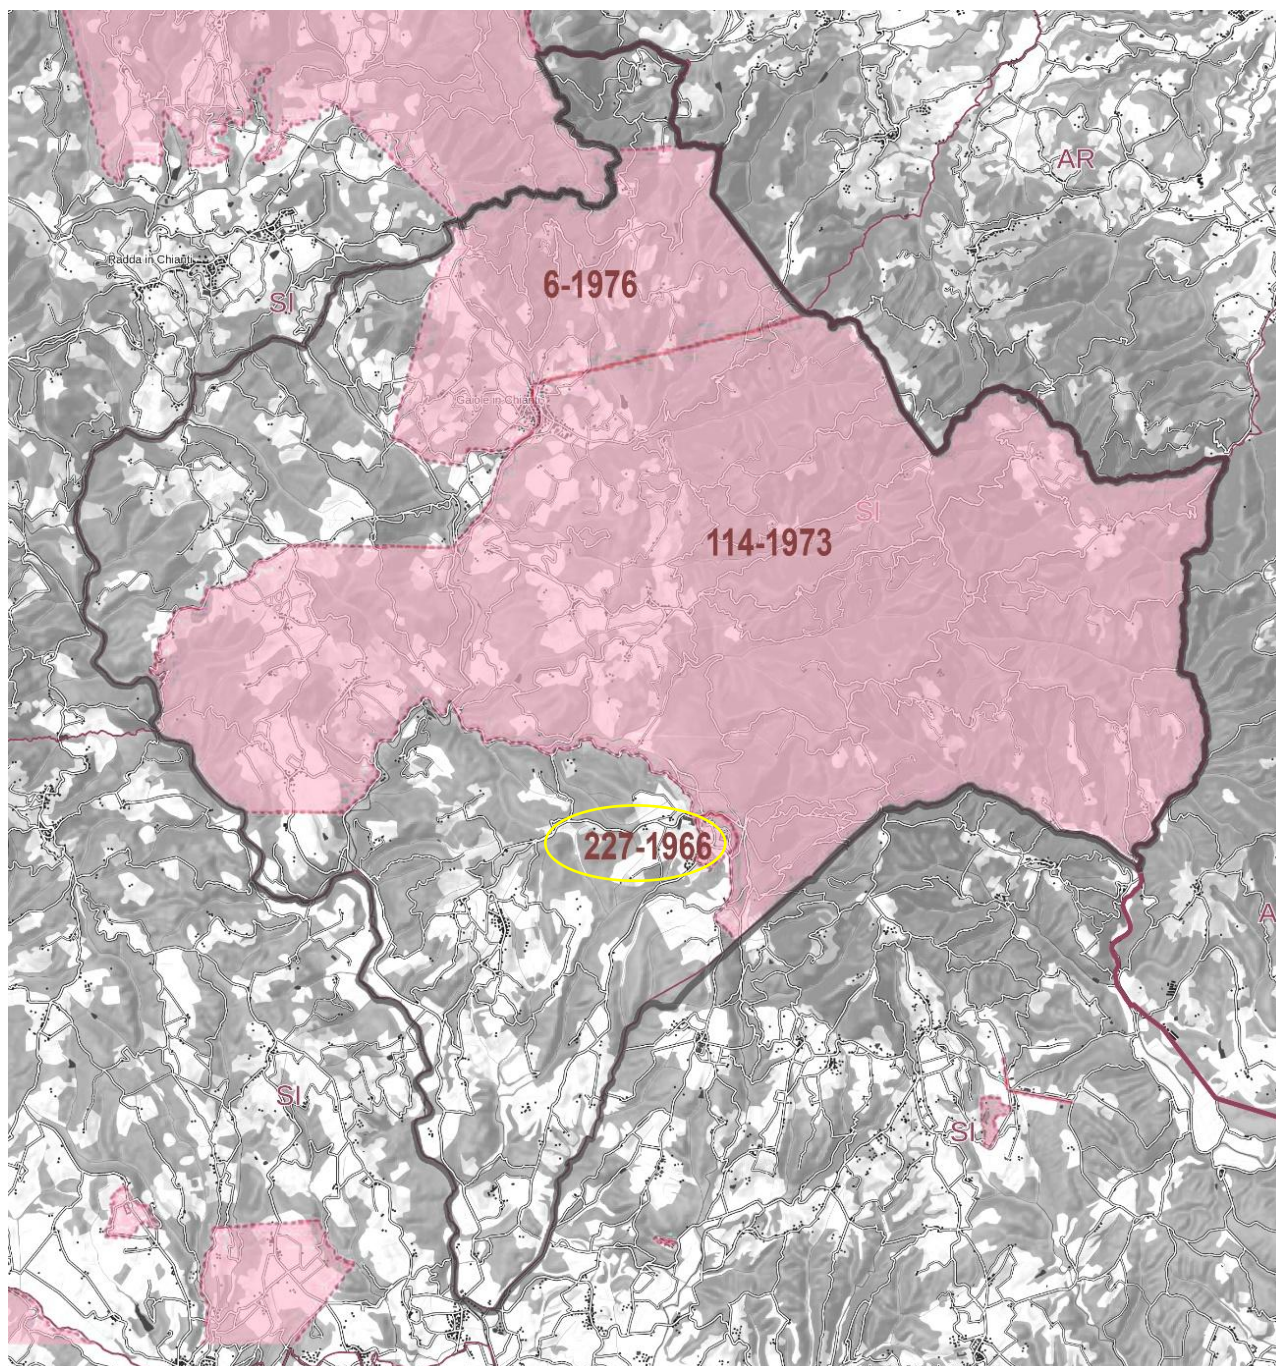 AR
Radda in Chianti
SI
6-1976
Gaiole in Chianti
SI
114-1973
227-1966
A
SI
SI